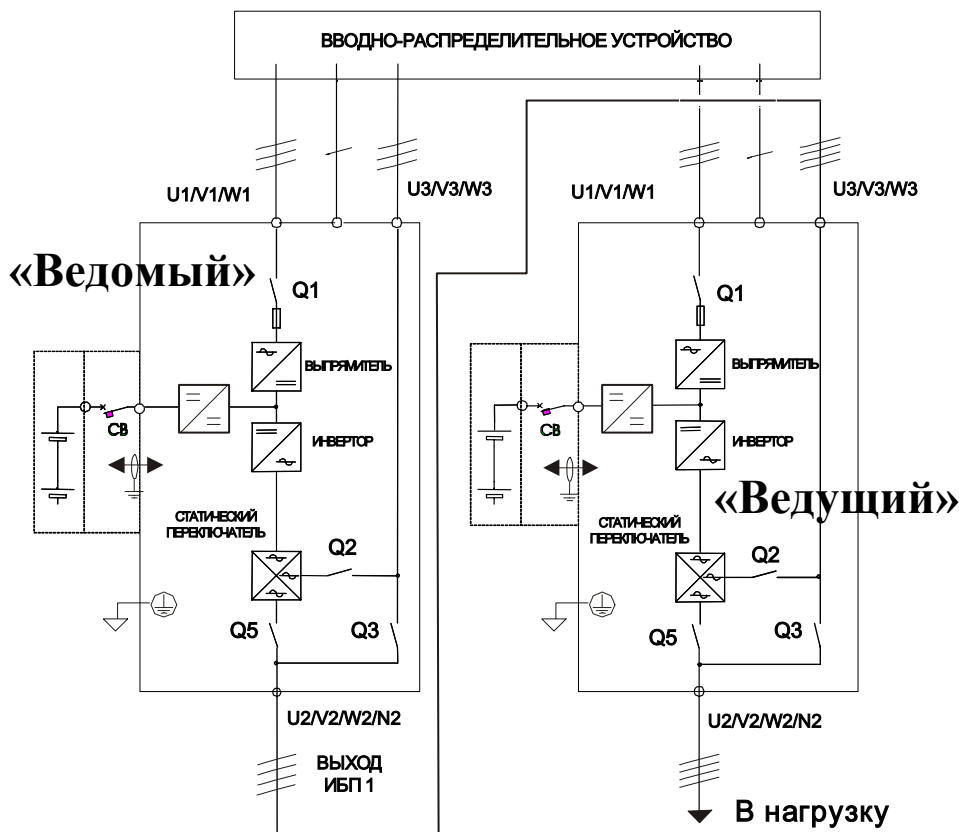 ВВОДНО-РАСПРЕДЕЛИТЕЛЬНОЕ УСТРОЙСТВО
U1/V1/W1
U3/V3/W3
«Ведомый»
Q1
ВЫПРЯМИТЕЛЬ
CB
ИНВЕРТОР
СТАТИЧЕСКИЙ
ПЕРЕКЛЮЧАТЕЛЬ
Q2
Q5
Q3
U2/V2/W2/N2
ВЫХОД
ИБП 1
U1/V1/W1
U3/V3/W3
Q1
ВЫПРЯМИТЕЛЬ
CB
ИНВЕРТОР
«Ведущий»
СТАТИЧЕСКИЙ
ПЕРЕКЛЮЧАТЕЛЬ
Q2
Q5
Q3
U2/V2/W2/N2
В нагрузку